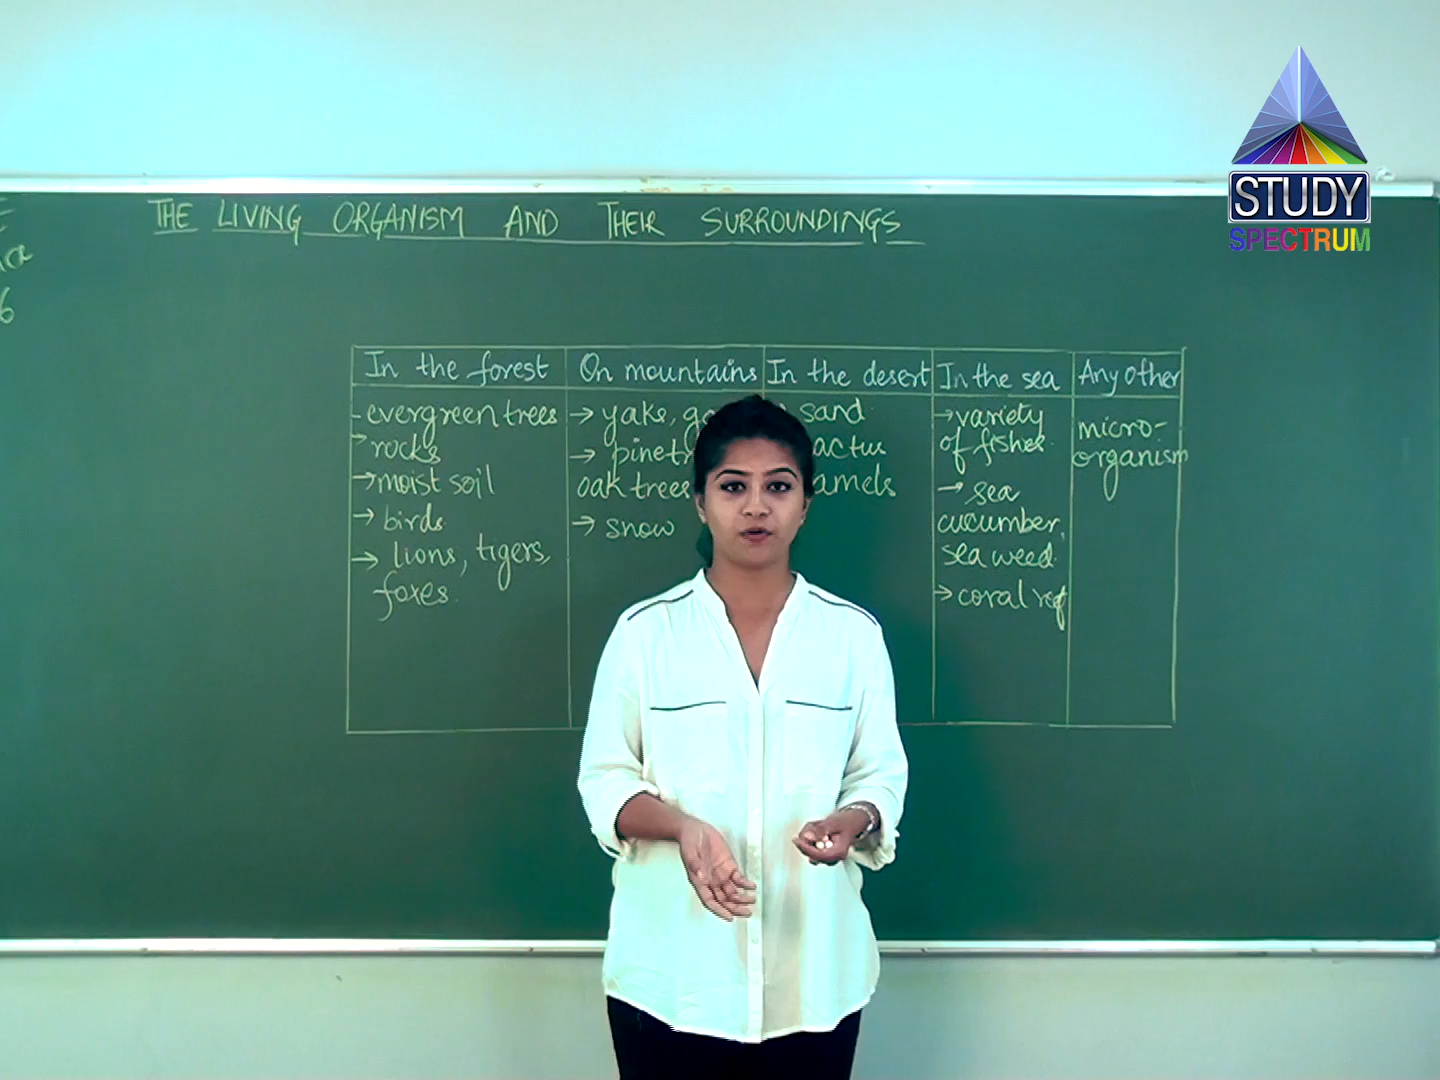 THE LIVING ORGANISM AND THEIR SURROUNDINGS
STUDY
SPECTRUM
6
In the forest
- evergreen trees
→ rocks
→ moist soil
→ birds
→ lions, tigers,
foxes.
On mountains
→ yaks,
→
oak trees
→ snow
In the desert
sand
amels
In the sea
→ variety
of fishes.
→ sea
cucumber,
sea weed.
→ coral reef
Any other
micro-
organism